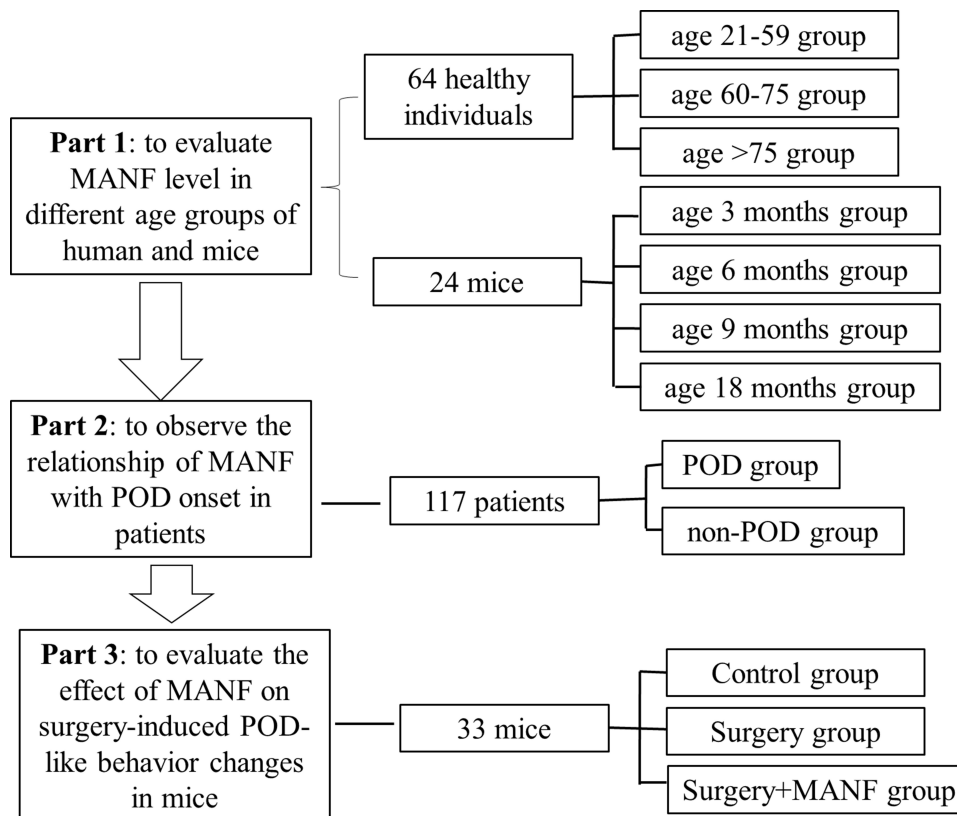 Part 1: to evaluate
MANF level in
different age groups of
human and mice
64 healthy
individuals
age 21-59 group
age 60-75 group
age >75 group
24 mice
age 3 months group
age 6 months group
age 9 months group
age 18 months group
Part 2: to observe the
relationship of MANF
with POD onset in
patients
117 patients
POD group
non-POD group
Part 3: to evaluate the
effect of MANF on
surgery-induced POD-
like behavior changes
in mice
33 mice
Control group
Surgery group
Surgery+MANF group